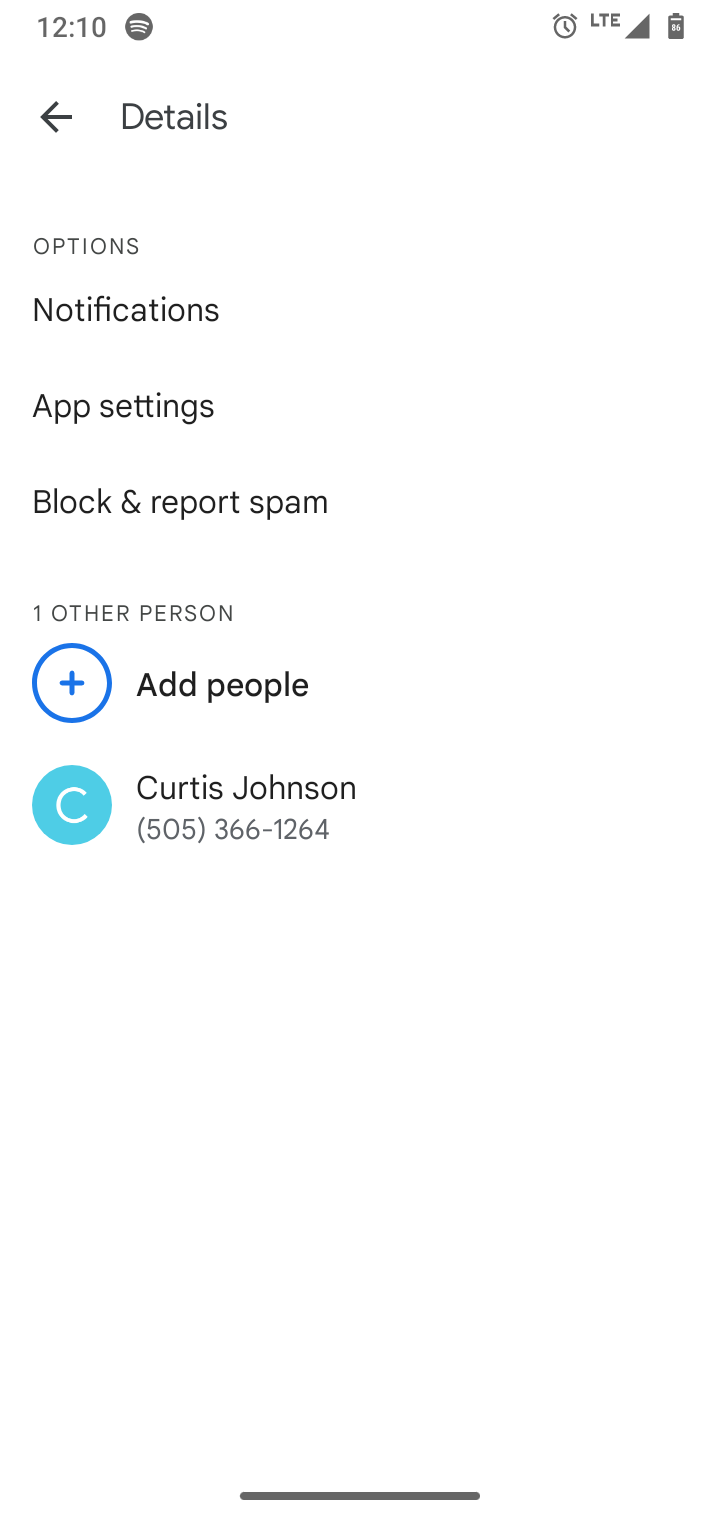 12:10
LTE
86
Details
OPTIONS
Notifications
App settings
Block & report spam
1 OTHER PERSON
Add people
C
Curtis Johnson
(505) 366-1264